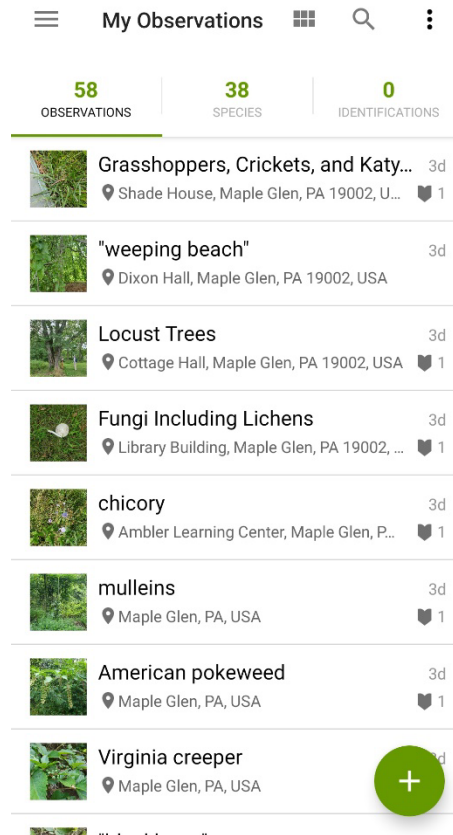 My Observations
58
OBSERVATIONS
38
SPECIES
0
IDENTIFICATIONS
Grasshoppers, Crickets, and Katy... 3d
Shade House, Maple Glen, PA 19002, U... 1
"weeping beach" 3d
Dixon Hall, Maple Glen, PA 19002, USA
Locust Trees 3d
Cottage Hall, Maple Glen, PA 19002, USA 1
Fungi Including Lichens 3d
Library Building, Maple Glen, PA 19002, ... 1
chicory 3d
Ambler Learning Center, Maple Glen, P... 1
mulleins 3d
Maple Glen, PA, USA 1
American pokeweed 3d
Maple Glen, PA, USA 1
Virginia creeper
Maple Glen, PA, USA